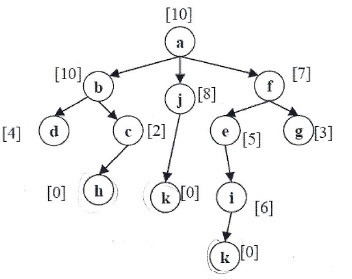 [10]
a
[10] b j [8] f [7]
[4] d c [2] e [5] g [3]
[0] h k [0] i [6]
k [0]